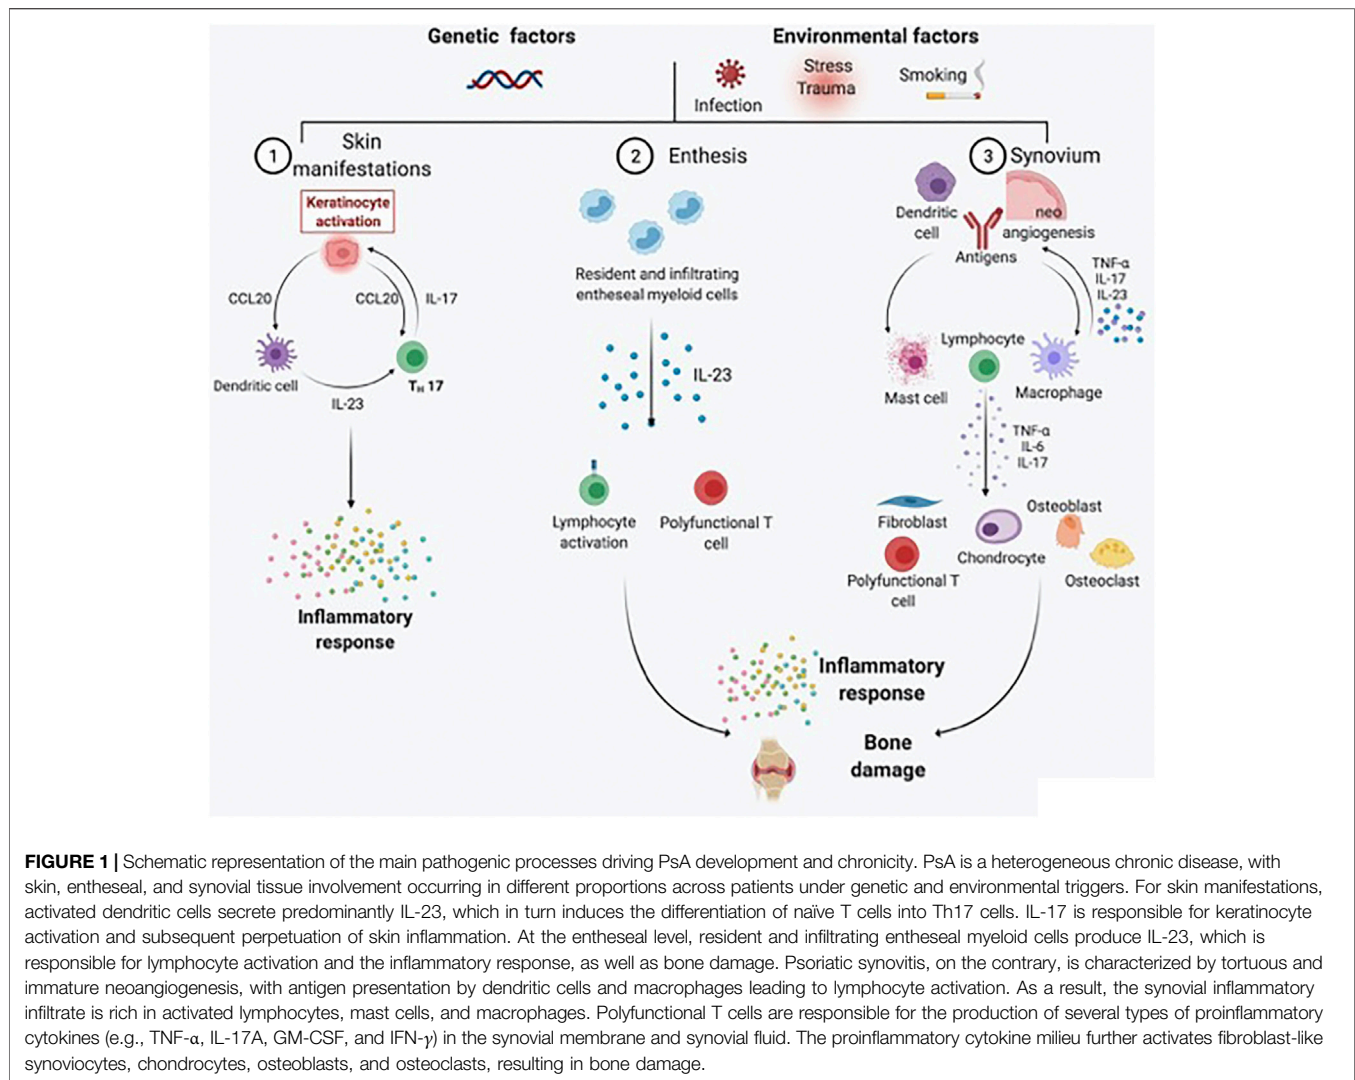 Genetic factors
Environmental factors
Infection
Stress
Trauma
Smoking
1
Skin
manifestations
Keratinocyte
activation
CCL20
CCL20
IL-17
Dendritic cell
TH 17
IL-23
Inflammatory
response
2
Enthesis
Resident and infiltrating
entheseal myeloid cells
IL-23
Lymphocyte
activation
Polyfunctional T
cell
3
Synovium
Dendritic
cell
neo
angiogenesis
Antigens
TNF-α
IL-17
IL-23
Lymphocyte
Mast cell
Macrophage
TNF-α
IL-6
IL-17
Fibroblast
Osteoblast
Chondrocyte
Polyfunctional T
cell
Osteoclast
Inflammatory
response
Bone
damage
FIGURE 1 | Schematic representation of the main pathogenic processes driving PsA development and chronicity. PsA is a heterogeneous chronic disease, with
skin, entheseal, and synovial tissue involvement occurring in different proportions across patients under genetic and environmental triggers. For skin manifestations,
activated dendritic cells secrete predominantly IL-23, which in turn induces the differentiation of naïve T cells into Th17 cells. IL-17 is responsible for keratinocyte
activation and subsequent perpetuation of skin inflammation. At the entheseal level, resident and infiltrating entheseal myeloid cells produce IL-23, which is
responsible for lymphocyte activation and the inflammatory response, as well as bone damage. Psoriatic synovitis, on the contrary, is characterized by tortuous and
immature neoangiogenesis, with antigen presentation by dendritic cells and macrophages leading to lymphocyte activation. As a result, the synovial inflammatory
infiltrate is rich in activated lymphocytes, mast cells, and macrophages. Polyfunctional T cells are responsible for the production of several types of proinflammatory
cytokines (e.g., TNF-α, IL-17A, GM-CSF, and IFN-γ) in the synovial membrane and synovial fluid. The proinflammatory cytokine milieu further activates fibroblast-like
synoviocytes, chondrocytes, osteoblasts, and osteoclasts, resulting in bone damage.